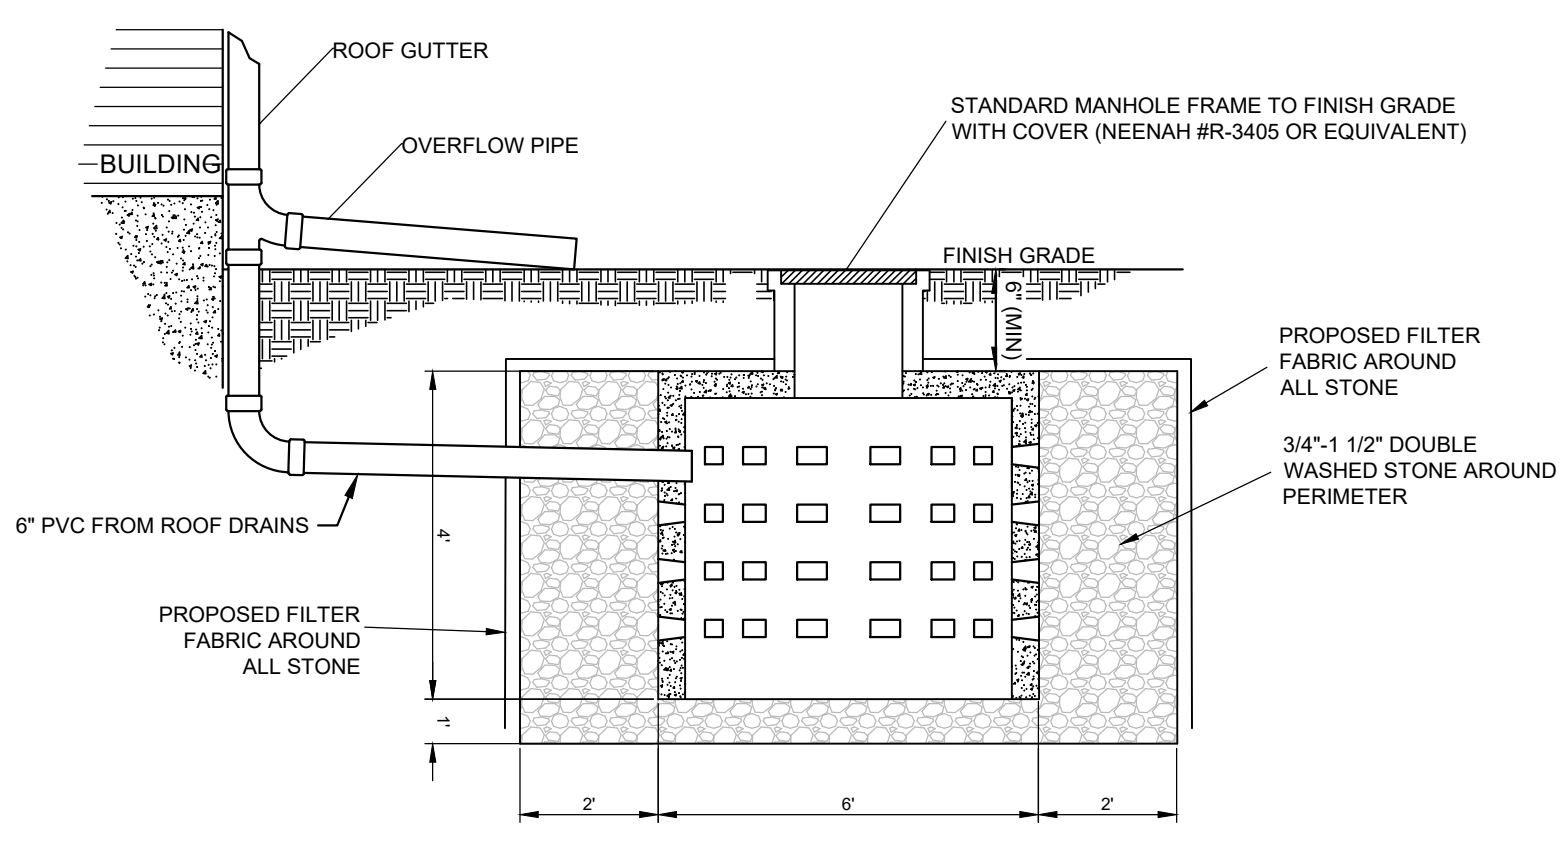 ROOF GUTTER
OVERFLOW PIPE
BUILDING
STANDARD MANHOLE FRAME TO FINISH GRADE
WITH COVER (NEENAH #R-3405 OR EQUIVALENT)
FINISH GRADE
6" (MIN)
PROPOSED FILTER
FABRIC AROUND
ALL STONE
3/4"-1 1/2" DOUBLE
WASHED STONE AROUND
PERIMETER
6" PVC FROM ROOF DRAINS
4'
PROPOSED FILTER
FABRIC AROUND
ALL STONE
1'
2'
6'
2'